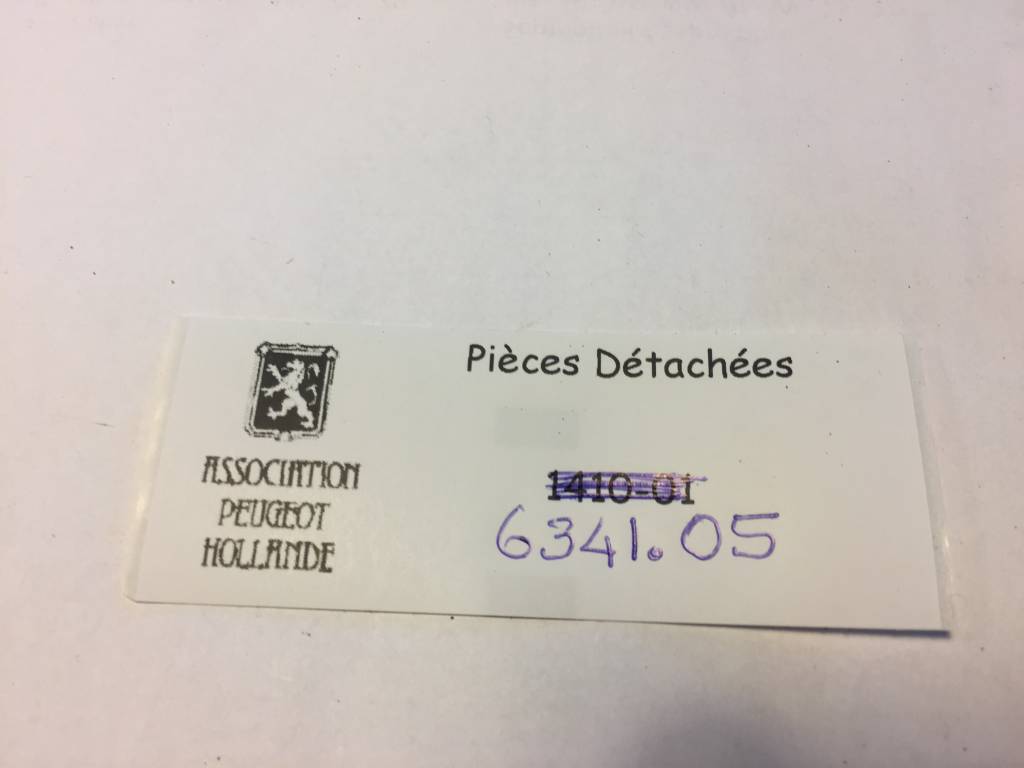 Pièces Détachées
ASSOCIATION
PEUGEOT
HOLLANDE
1410-01
6341.05